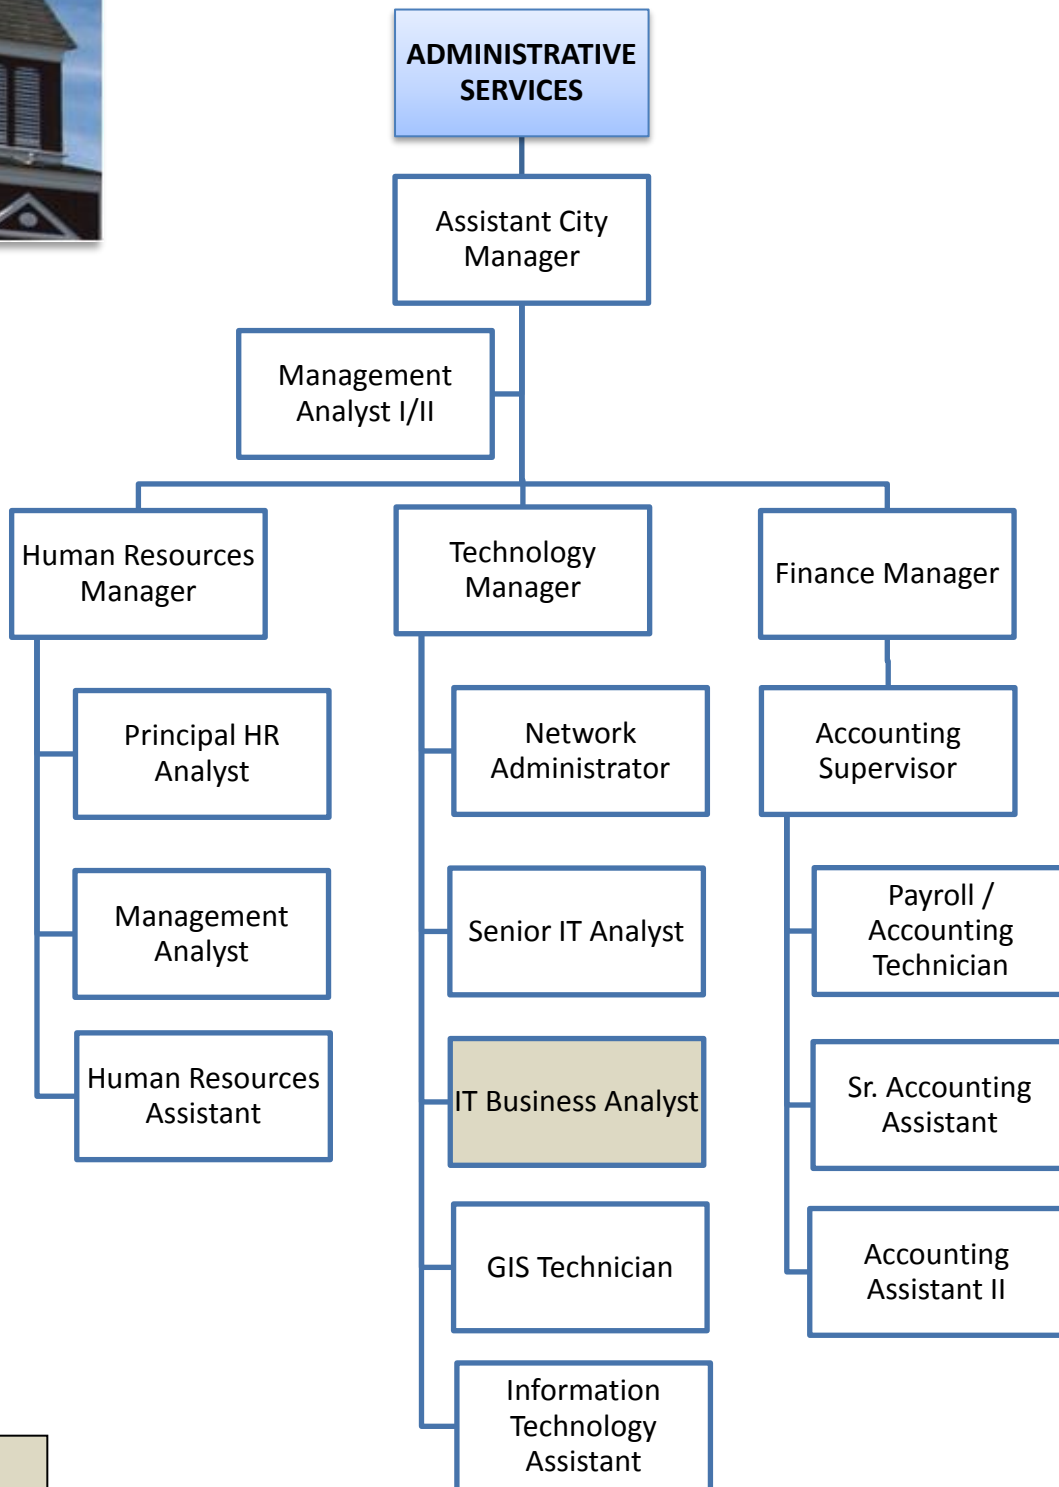 ADMINISTRATIVE
SERVICES
Assistant City
Manager
Management
Analyst I/II
Human Resources
Manager
Technology
Manager
Finance Manager
Principal HR
Analyst
Management
Analyst
Human Resources
Assistant
Network
Administrator
Senior IT Analyst
IT Business Analyst
GIS Technician
Information
Technology
Assistant
Accounting
Supervisor
Payroll /
Accounting
Technician
Sr. Accounting
Assistant
Accounting
Assistant II